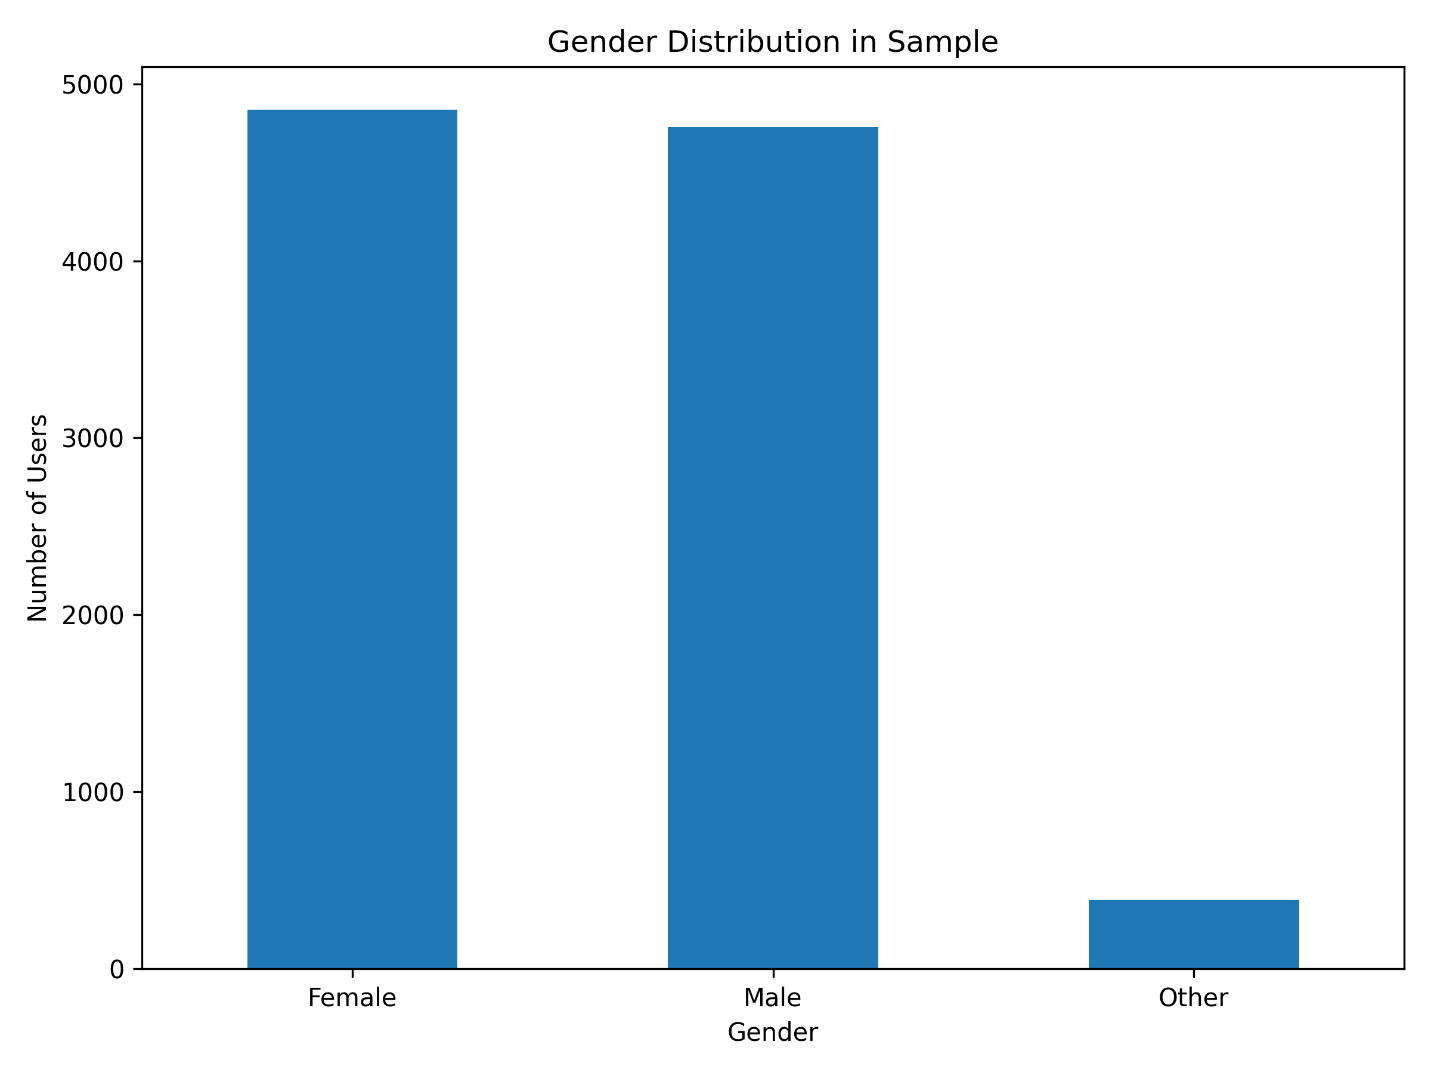 Gender Distribution in Sample
Number of Users
5000
4000
3000
2000
1000
0
Female
Male
Other
Gender